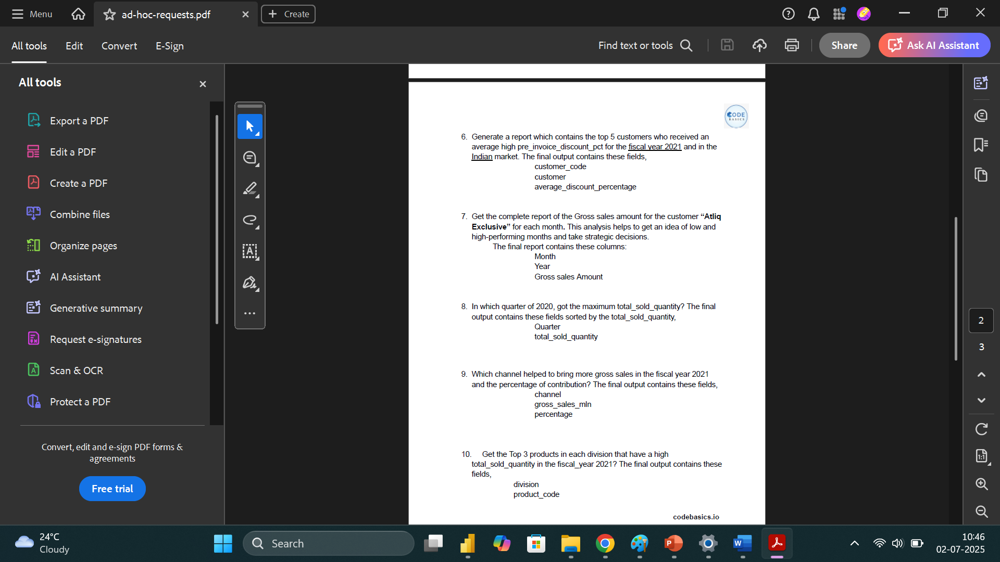 Menu
ad-hoc-requests.pdf
Create
All tools
Edit
Convert
E-Sign
Find text or tools
Share
Ask AI Assistant
All tools
Export a PDF
Edit a PDF
Create a PDF
Combine files
Organize pages
AI Assistant
Generative summary
Request e-signatures
Scan & OCR
Protect a PDF
Convert, edit and e-sign PDF forms &
agreements
Free trial
CODE
BASICS
6. Generate a report which contains the top 5 customers who received an
average high pre_invoice_discount_pct for the fiscal year 2021 and in the
Indian market. The final output contains these fields,
customer_code
customer
average_discount_percentage
7. Get the complete report of the Gross sales amount for the customer “Atliq
Exclusive” for each month. This analysis helps to get an idea of low and
high-performing months and take strategic decisions.
The final report contains these columns:
Month
Year
Gross sales Amount
8. In which quarter of 2020, got the maximum total_sold_quantity? The final
output contains these fields sorted by the total_sold_quantity,
Quarter
total_sold_quantity
9. Which channel helped to bring more gross sales in the fiscal year 2021
and the percentage of contribution? The final output contains these fields,
channel
gross_sales_mln
percentage
10. Get the Top 3 products in each division that have a high
total_sold_quantity in the fiscal_year 2021? The final output contains these
fields,
division
product_code
codebasics.io
2
3
1:1
24°C
Cloudy
Search
10:46
02-07-2025